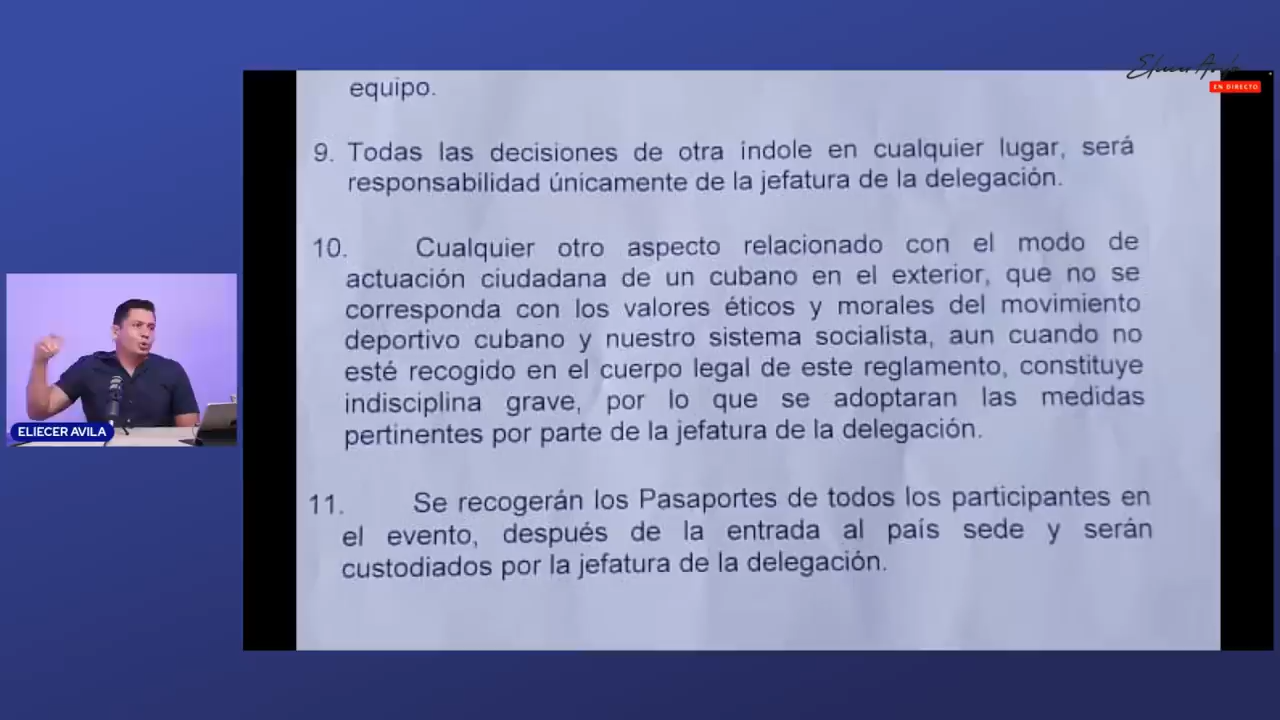 Eliecer Avila
EN DIRECTO
equipo.
9. Todas las decisiones de otra índole en cualquier lugar, será
responsabilidad únicamente de la jefatura de la delegación.
10. Cualquier otro aspecto relacionado con el modo de
actuación ciudadana de un cubano en el exterior, que no se
corresponda con los valores éticos y morales del movimiento
deportivo cubano y nuestro sistema socialista, aun cuando no
esté recogido en el cuerpo legal de este reglamento, constituye
indisciplina grave, por lo que se adoptaran las medidas
pertinentes por parte de la jefatura de la delegación.
11. Se recogerán los Pasaportes de todos los participantes en
el evento, después de la entrada al país sede y serán
custodiados por la jefatura de la delegación.
ELIECER AVILA